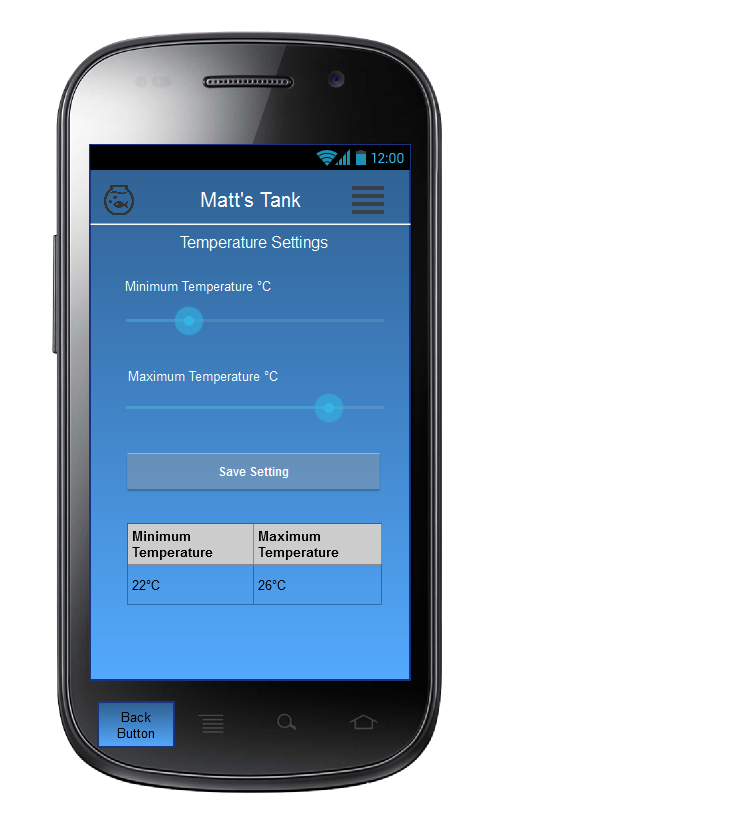 12:00
Matt's Tank
Temperature Settings
Minimum Temperature °C
Maximum Temperature °C
Save Setting
Minimum Temperature
Maximum Temperature
22°C
26°C
Back
Button